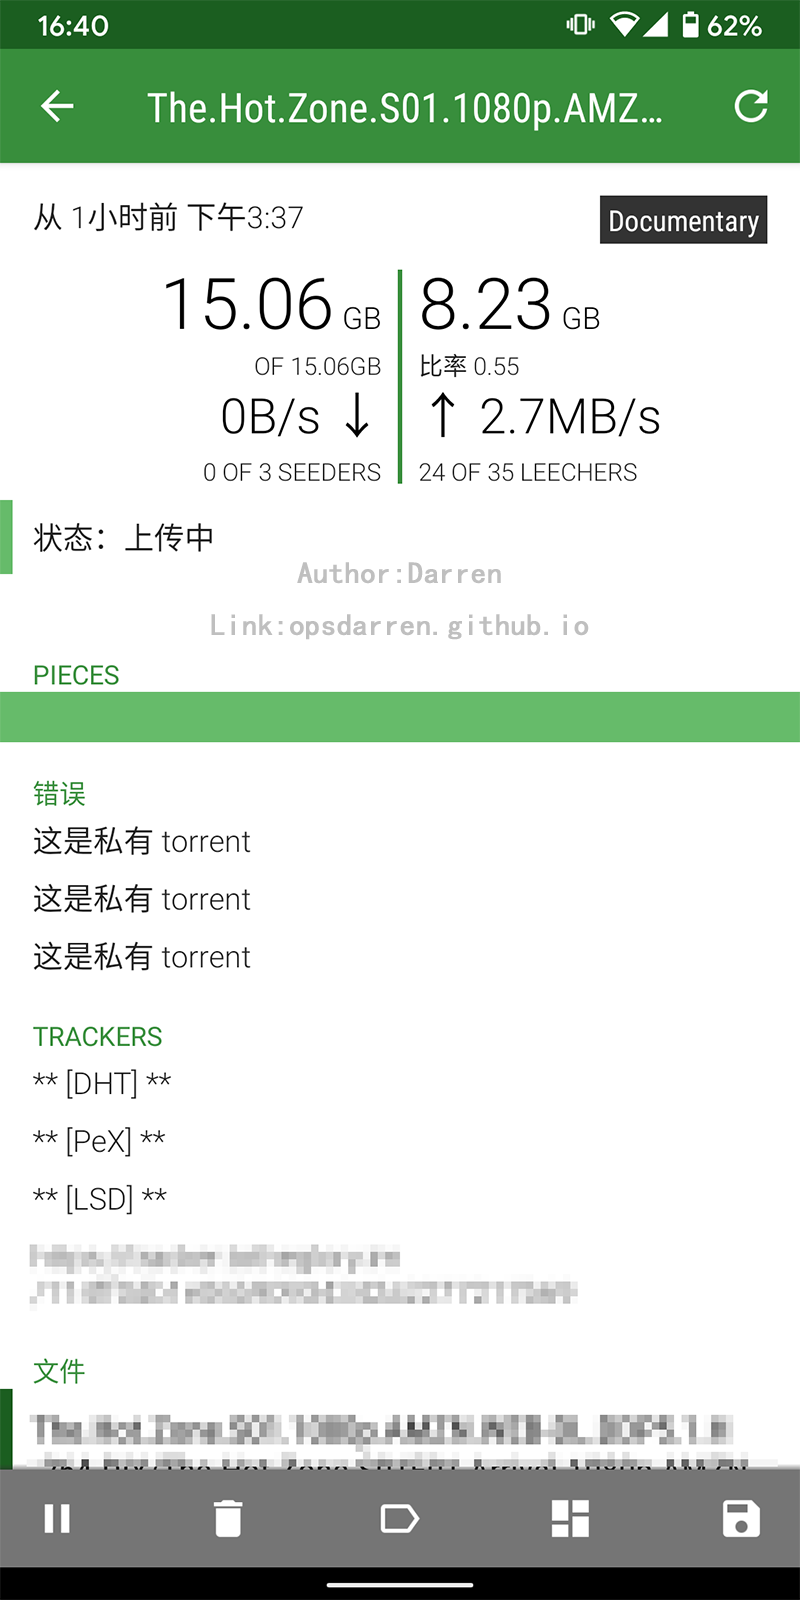 16:40
62%
The.Hot.Zone.S01.1080p.AMZ...
从 1小时前 下午3:37
Documentary
15.06 GB
8.23 GB
OF 15.06GB
比率 0.55
0B/s ↓
↑ 2.7MB/s
0 OF 3 SEEDERS
24 OF 35 LEECHERS
状态：上传中
Author:Darren
Link:opsdarren.github.io
PIECES
错误
这是私有 torrent
这是私有 torrent
这是私有 torrent
TRACKERS
** [DHT] **
** [PeX] **
** [LSD] **
文件